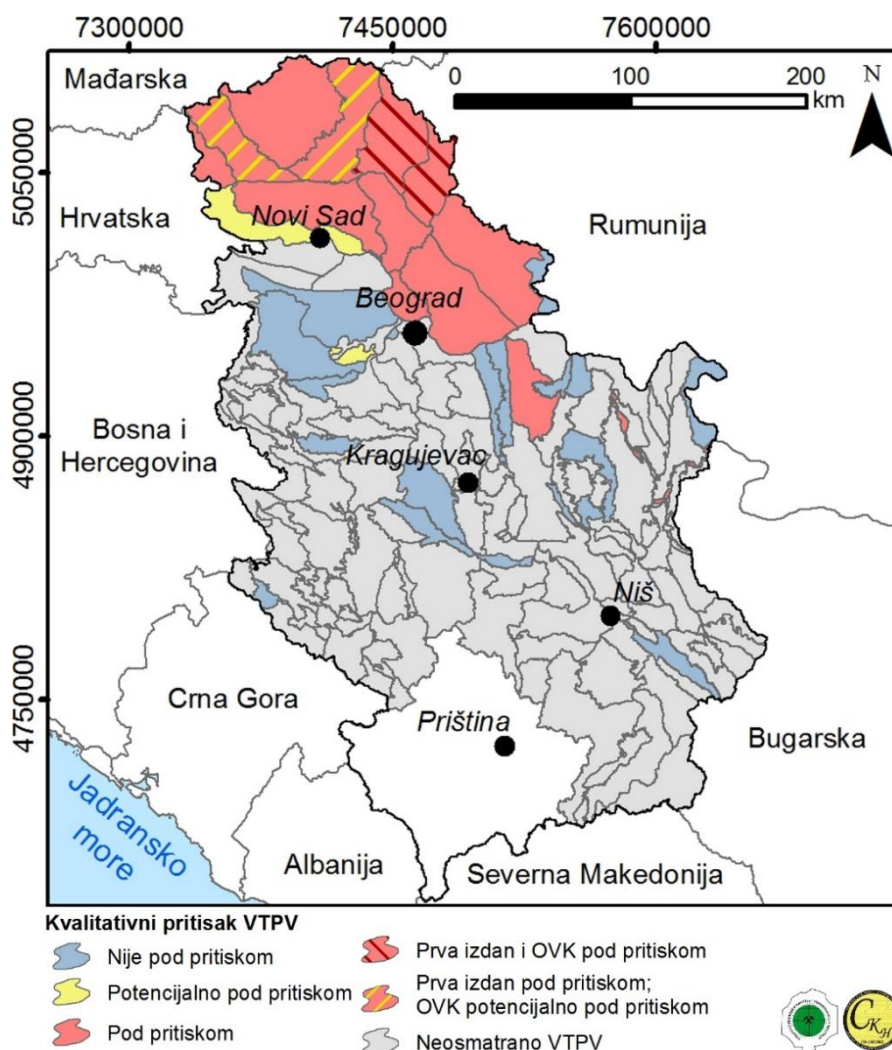 7300000
7450000
7600000
Mađarska
0
100
200
km
N
5050000
Hrvatska
Novi Sad
Rumunija
Beograd
4900000
Bosna i
Hercegovina
Kragujevac
Niš
4750000
Crna Gora
Priština
Bugarska
Jadransko
more
Albanija
Severna Makedonija
Kvalitativni pritisak VTPV
Nije pod pritiskom
Potencijalno pod pritiskom
Pod pritiskom
Prva izdan i OVK pod pritiskom
Prva izdan pod pritiskom;
OVK potencijalno pod pritiskom
Neosmatrano VTPV
CKH